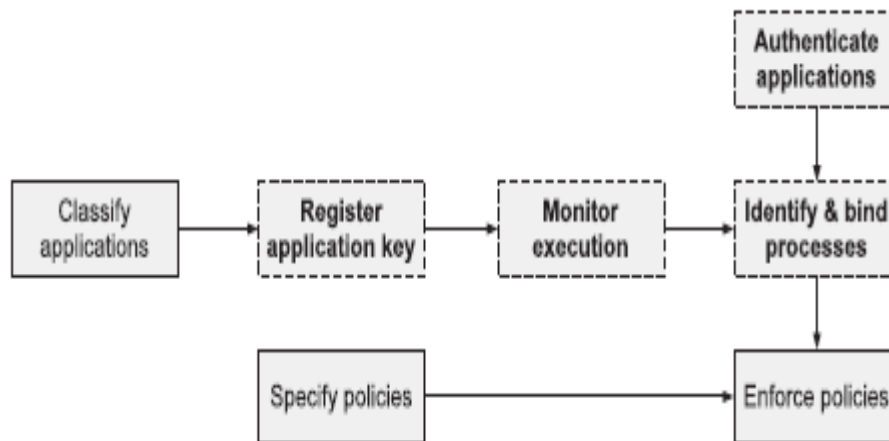 Authenticate
applications
Classify
applications
Register
application key
Monitor
execution
Identify & bind
processes
Specify policies
Enforce policies